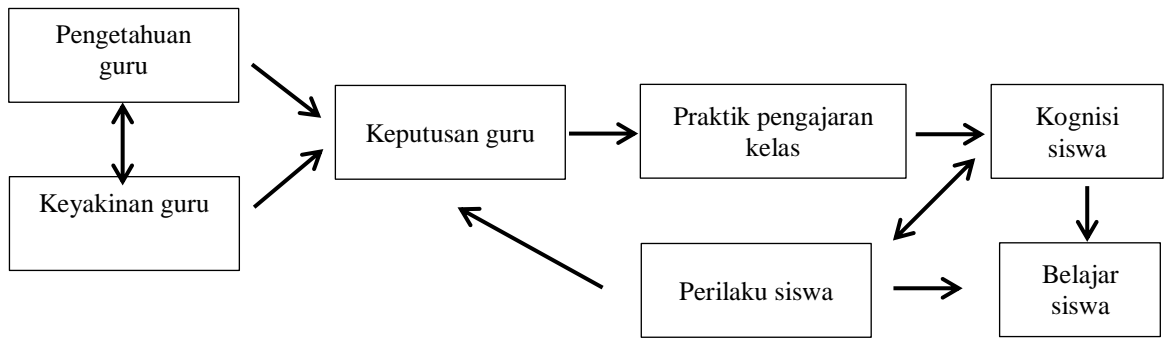 Pengetahuan
guru
Keyakinan guru
Keputusan guru
Praktik pengajaran
kelas
Kognisi
siswa
Perilaku siswa
Belajar
siswa